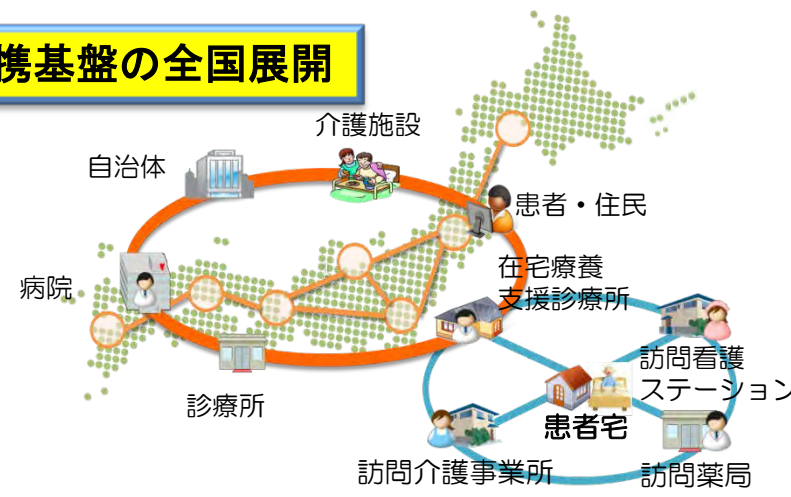 携基盤の全国展開
介護施設
自治体
患者・住民
病院
在宅療養
支援診療所
診療所
訪問看護
ステーション
患者宅
訪問介護事業所
訪問薬局